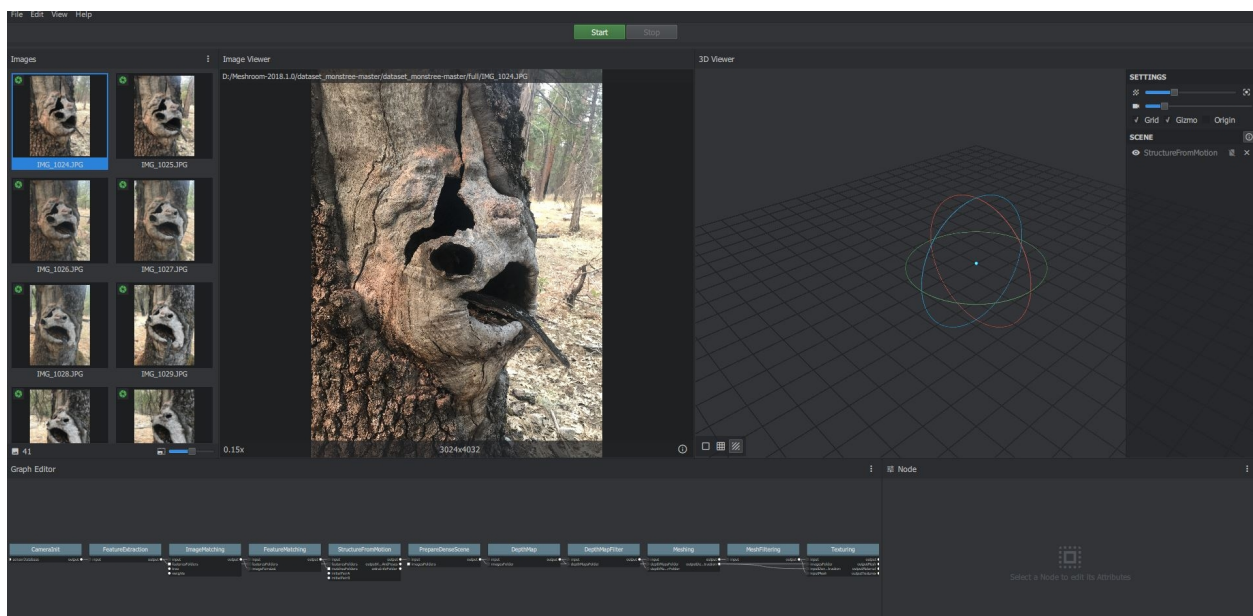 File Edit View Help
Start Stop
Images
Image Viewer
3D Viewer
D:/Meshroom-2018.1.0/dataset_monstree-master/dataset_monstree-master/full/IMG_1024.JPG
SETTINGS
Grid Gizmo Origin
SCENE
StructureFromMotion
IMG_1024.JPG IMG_1025.JPG
IMG_1026.JPG IMG_1027.JPG
IMG_1028.JPG IMG_1029.JPG
41
0.15x
3024x4032
Graph Editor
Node
CameraInit FeatureExtraction ImageMatching FeatureMatching StructureFromMotion PrepareDenseScene DepthMap DepthMapFilter Meshing MeshFiltering Texturing
Select a Node to edit its Attributes